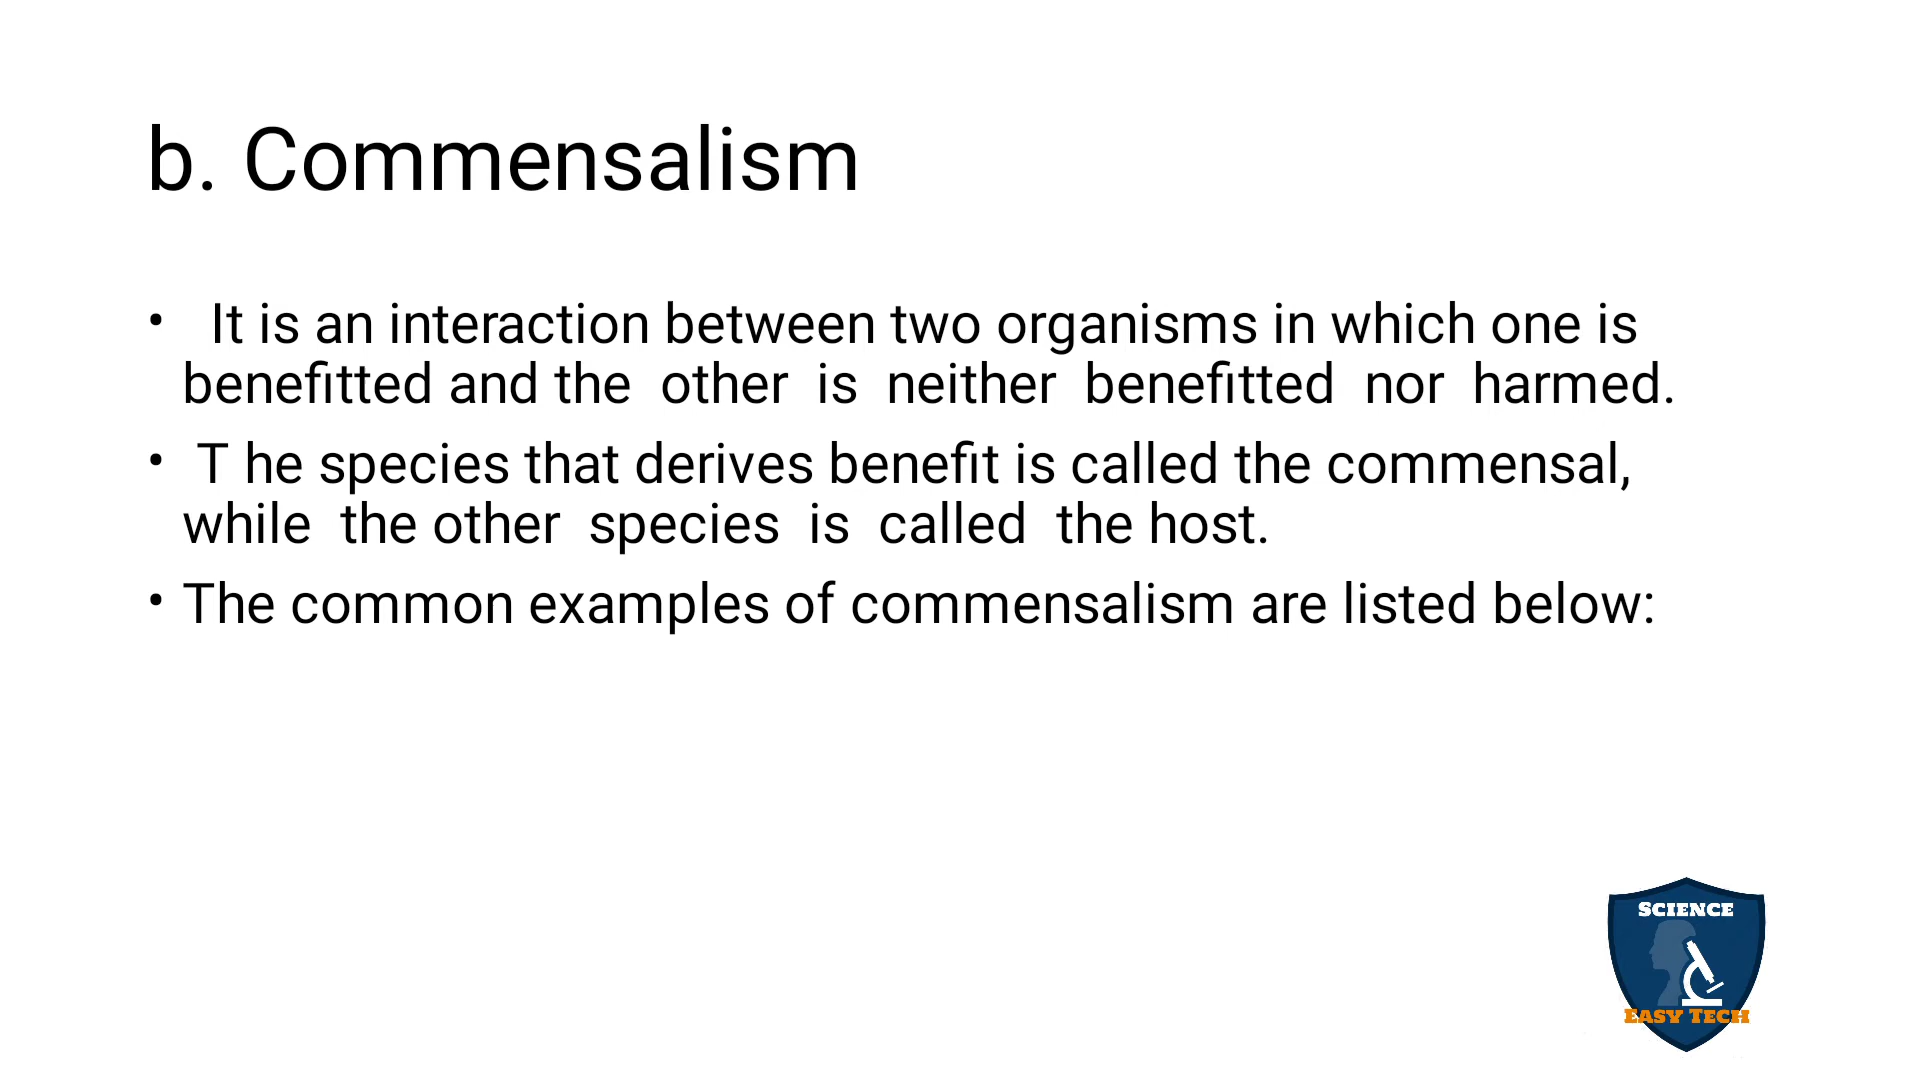 b. Commensalism
• It is an interaction between two organisms in which one is
benefitted and the other is neither benefitted nor harmed.
• T he species that derives benefit is called the commensal,
while the other species is called the host.
• The common examples of commensalism are listed below:
SCIENCE
EASY TECH